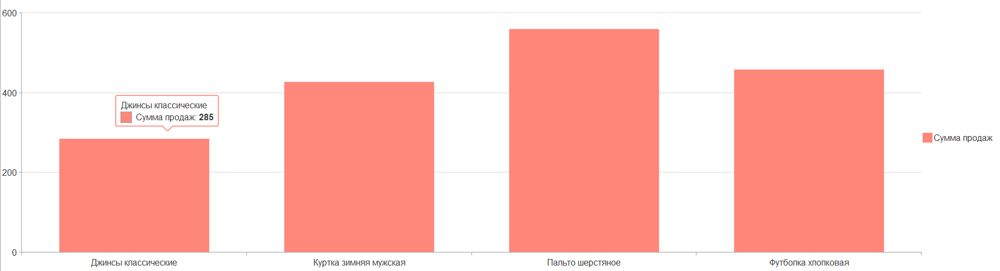 600
400
200
0
Джинсы классические
Сумма продаж: 285
Сумма продаж
Джинсы классические
Куртка зимняя мужская
Пальто шерстяное
Футболка хлопковая